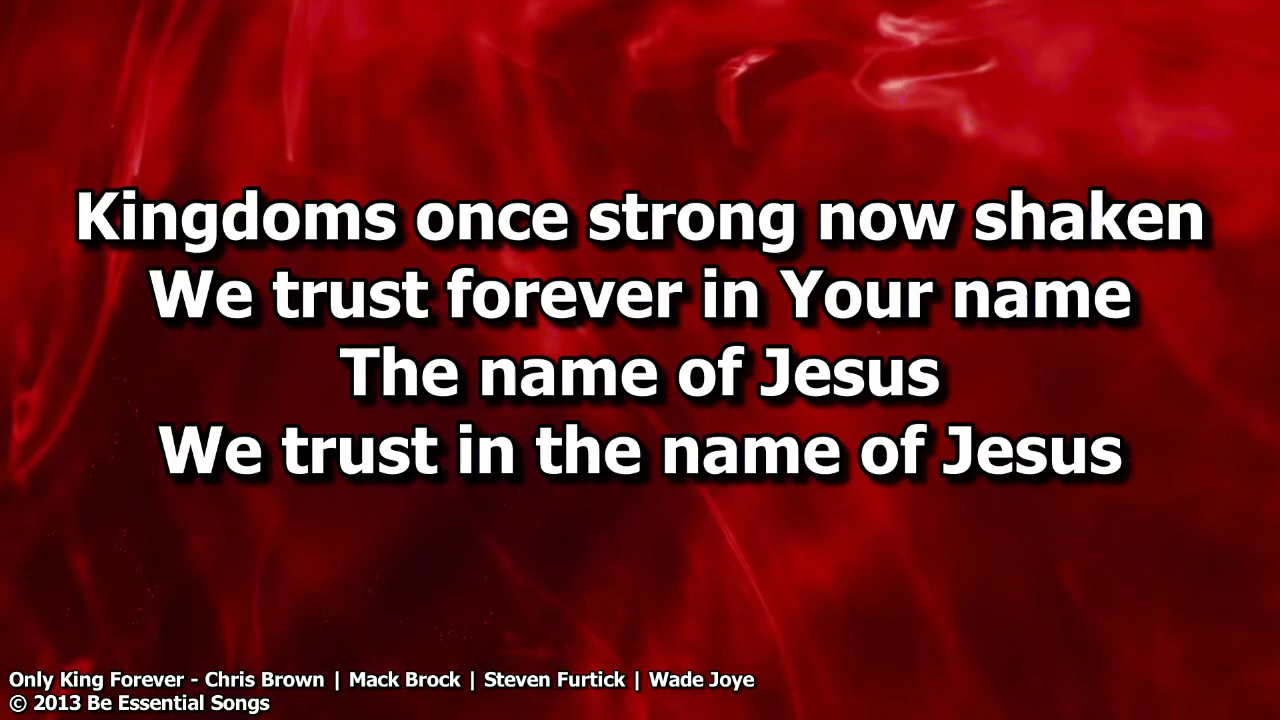 Kingdoms once strong now shaken
We trust forever in Your name
The name of Jesus
We trust in the name of Jesus
Only King Forever - Chris Brown | Mack Brock | Steven Furtick | Wade Joye
© 2013 Be Essential Songs